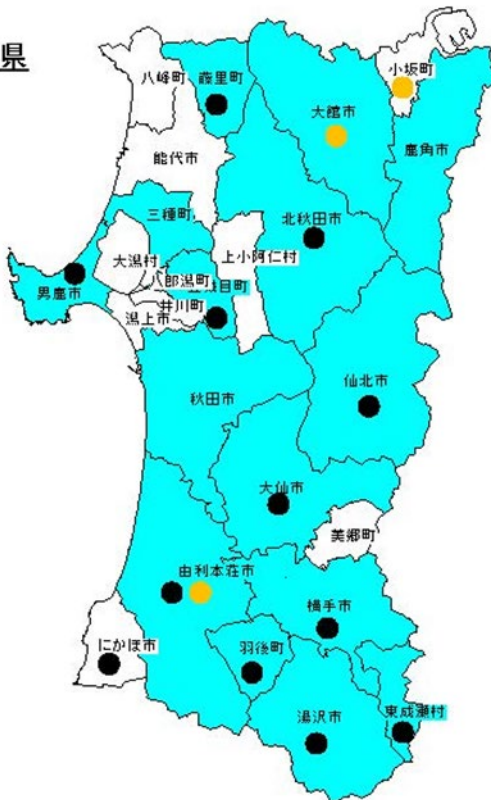 県
八峰町
藤里町
小坂町
大館市
鹿角市
能代市
三種町
北秋田市
上小阿仁村
大潟村
八郎潟町
男鹿市
目町
井川町
潟上市
仙北市
秋田市
大仙市
美郷町
由利本荘市
横手市
にかほ市
羽後町
湯沢市
東成瀬村